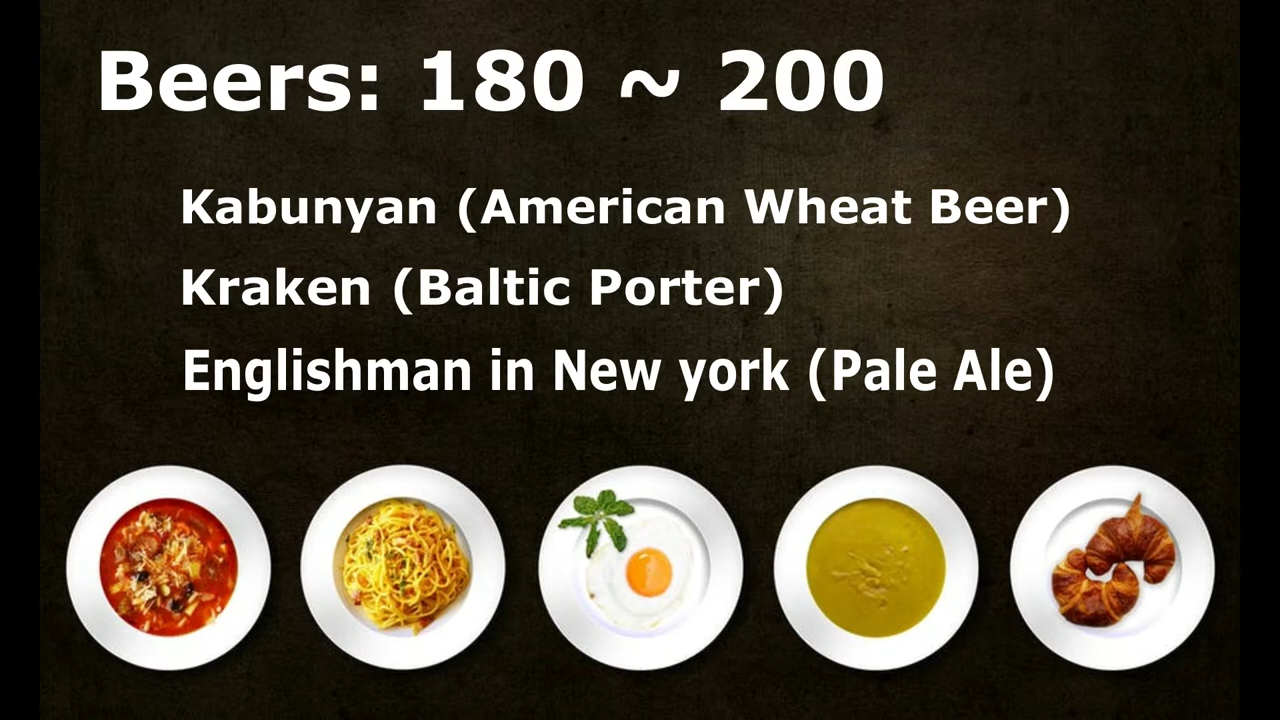 Beers: 180 ~ 200
Kabunyan (American Wheat Beer)
Kraken (Baltic Porter)
Englishman in New york (Pale Ale)